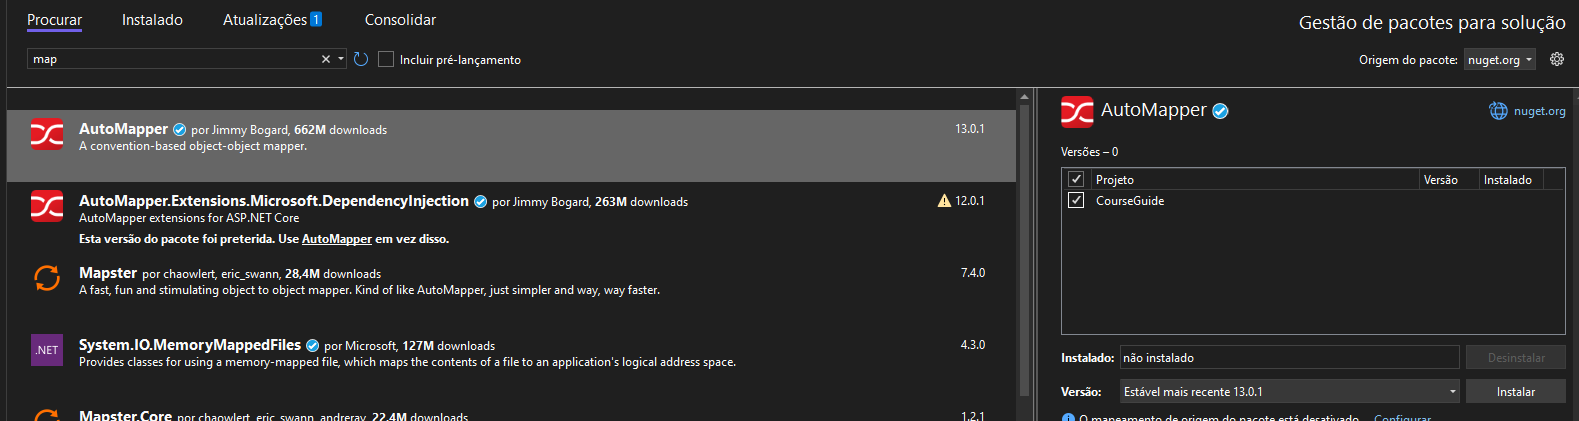 Procurar Instalado Atualizações 1 Consolidar
Gestão de pacotes para solução
map
Incluir pré-lançamento
Origem do pacote: nuget.org
AutoMapper por Jimmy Bogard, 662M downloads 13.0.1
A convention-based object-object mapper.
AutoMapper.Extensions.Microsoft.DependencyInjection por Jimmy Bogard, 263M downloads 12.0.1
AutoMapper extensions for ASP.NET Core
Esta versão do pacote foi preterida. Use AutoMapper em vez disso.
Mapster por chaowlert, eric_swann, 28,4M downloads 7.4.0
A fast, fun and stimulating object to object mapper. Kind of like AutoMapper, just simpler and way, way faster.
.NET
System.IO.MemoryMappedFiles por Microsoft, 127M downloads 4.3.0
Provides classes for using a memory-mapped file, which maps the contents of a file to an application's logical address space.
Mapster.Core por chaowlert, eric_swann, andrerav, 22,4M downloads 1.2.1
AutoMapper
nuget.org
Versões – 0
Projeto Versão Instalado
CourseGuide
Instalado: não instalado Desinstalar
Versão: Estável mais recente 13.0.1 Instalar
O mapeamento de origem do pacote está desativado. Configurar